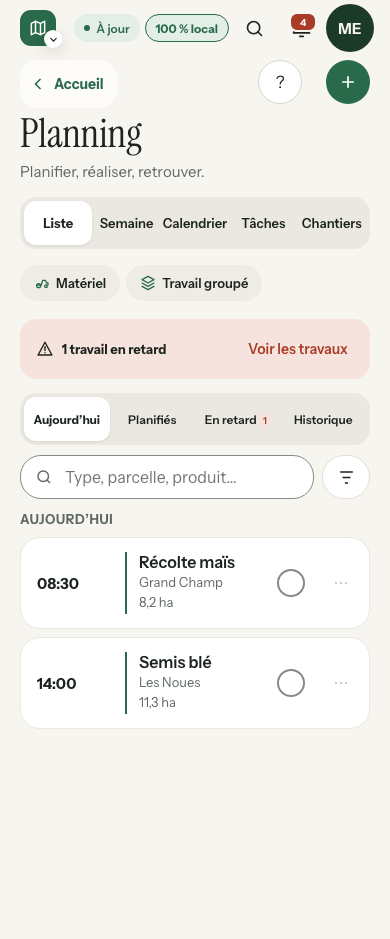 À jour
100 % local
4
ME
Accueil
?
Planning
Planifier, réaliser, retrouver.
Liste
Semaine
Calendrier
Tâches
Chantiers
Matériel
Travail groupé
1 travail en retard
Voir les travaux
Aujourd’hui
Planifiés
En retard 1
Historique
Type, parcelle, produit…
AUJOURD’HUI
08:30
Récolte maïs
Grand Champ
8,2 ha
14:00
Semis blé
Les Noues
11,3 ha